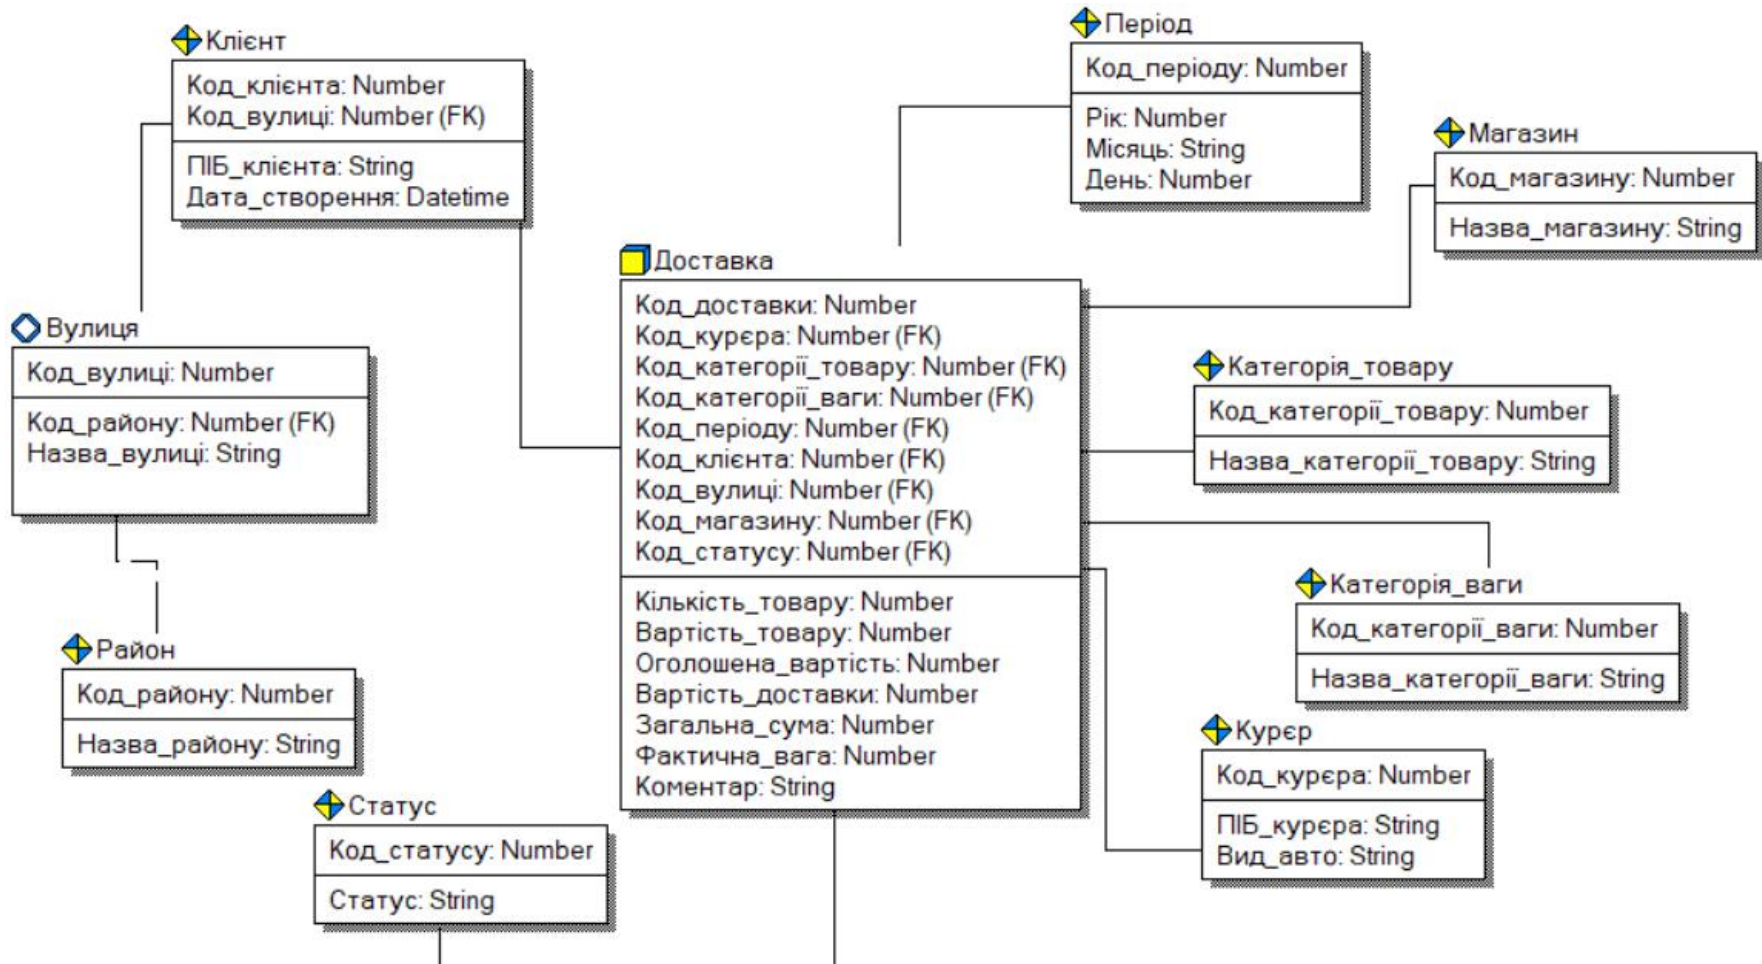 Клієнт
Код_клієнта: Number
Код_вулиці: Number (FK)
ПІБ_клієнта: String
Дата_створення: Datetime
Період
Код_періоду: Number
Рік: Number
Місяць: String
День: Number
Магазин
Код_магазину: Number
Назва_магазину: String
Вулиця
Код_вулиці: Number
Код_району: Number (FK)
Назва_вулиці: String
Доставка
Код_доставки: Number
Код_курєра: Number (FK)
Код_категорії_товару: Number (FK)
Код_категорії_ваги: Number (FK)
Код_періоду: Number (FK)
Код_клієнта: Number (FK)
Код_вулиці: Number (FK)
Код_магазину: Number (FK)
Код_статусу: Number (FK)
Кількість_товару: Number
Вартість_товару: Number
Оголошена_вартість: Number
Вартість_доставки: Number
Загальна_сума: Number
Фактична_вага: Number
Коментар: String
Категорія_товару
Код_категорії_товару: Number
Назва_категорії_товару: String
Категорія_ваги
Код_категорії_ваги: Number
Назва_категорії_ваги: String
Район
Код_району: Number
Назва_району: String
Курєр
Код_курєра: Number
ПІБ_курєра: String
Вид_авто: String
Статус
Код_статусу: Number
Статус: String